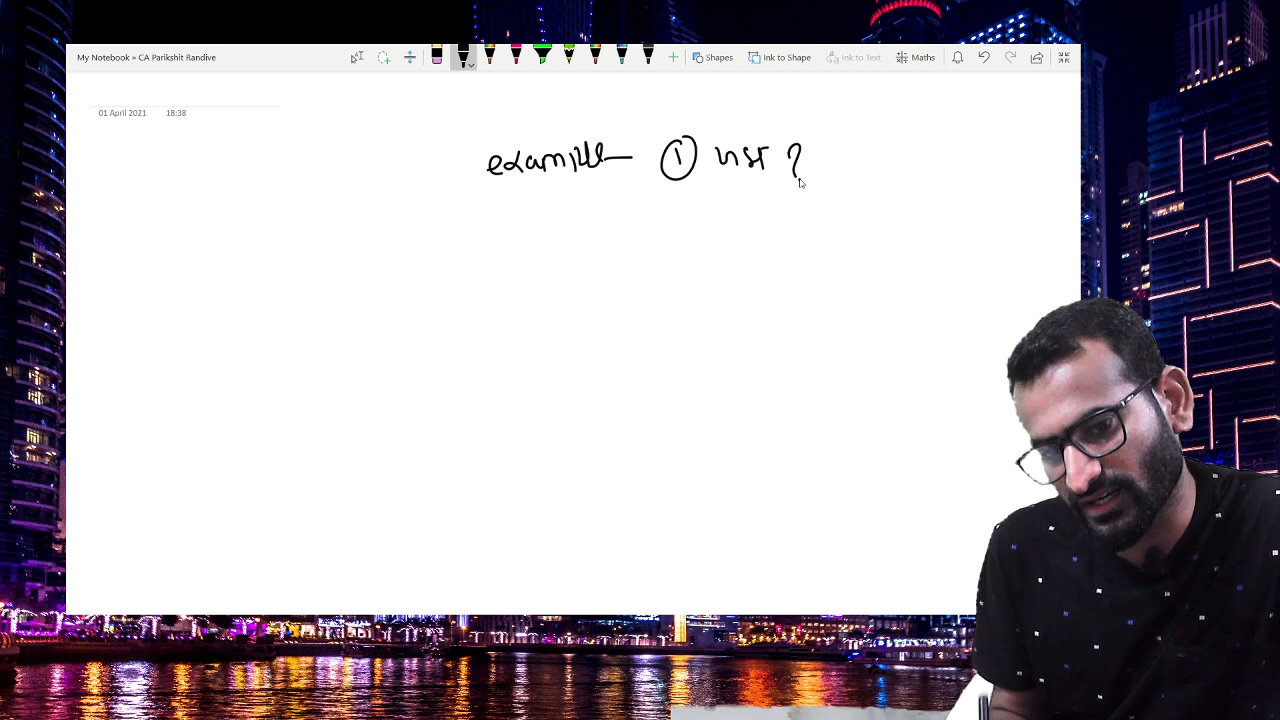 My Notebook » CA Parikshit Randive
Shapes Ink to Shape Ink to Text Maths
01 April 2021 18:38
example ① ?